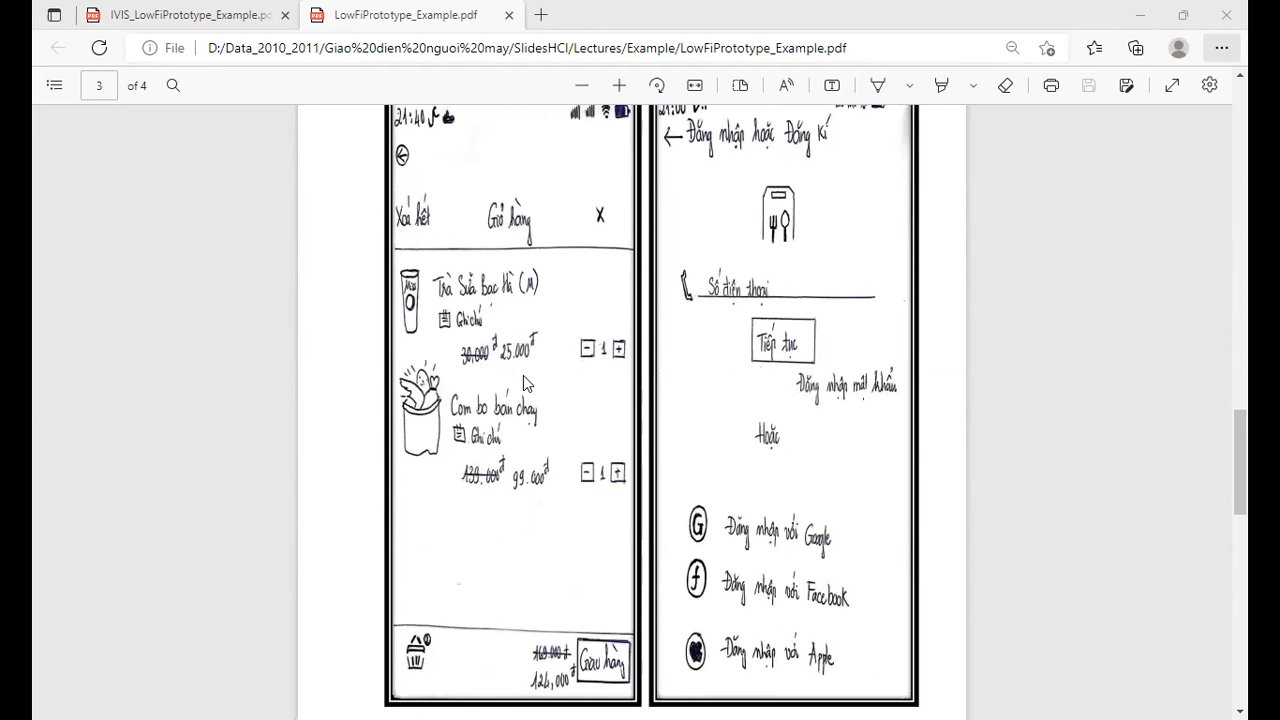 IVIS_LowFiPrototype_Example.pdf
LowFiPrototype_Example.pdf
File
D:/Data_2010_2011/Giao%20dien%20nguoi%20may/SlidesHCI/Lectures/Example/LowFiPrototype_Example.pdf
3 of 4
21:40
Xoá hết Giỏ hàng X
Trà Sữa Bạc Hà (M)
Ghi chú
30.000đ 25.000đ
- 1 +
Com bo bán chạy
Ghi chú
139.000đ 99.000đ
- 1 +
169.000đ
124,000đ
Giao hàng
21:00
Đăng nhập hoặc Đăng kí
Số điện thoại
Tiếp tục
Đăng nhập mật khẩu
Hoặc
G Đăng nhập với Google
f Đăng nhập với Facebook
Đăng nhập với Apple